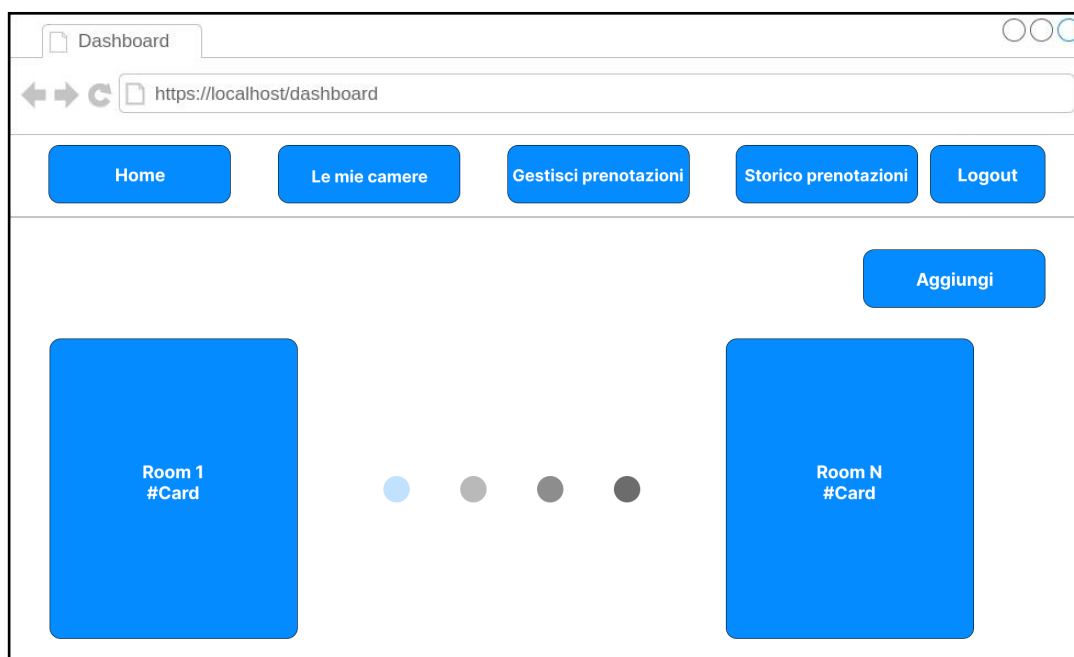 Dashboard
https://localhost/dashboard
Home
Le mie camere
Gestisci prenotazioni
Storico prenotazioni
Logout
Aggiungi
Room 1
#Card
Room N
#Card